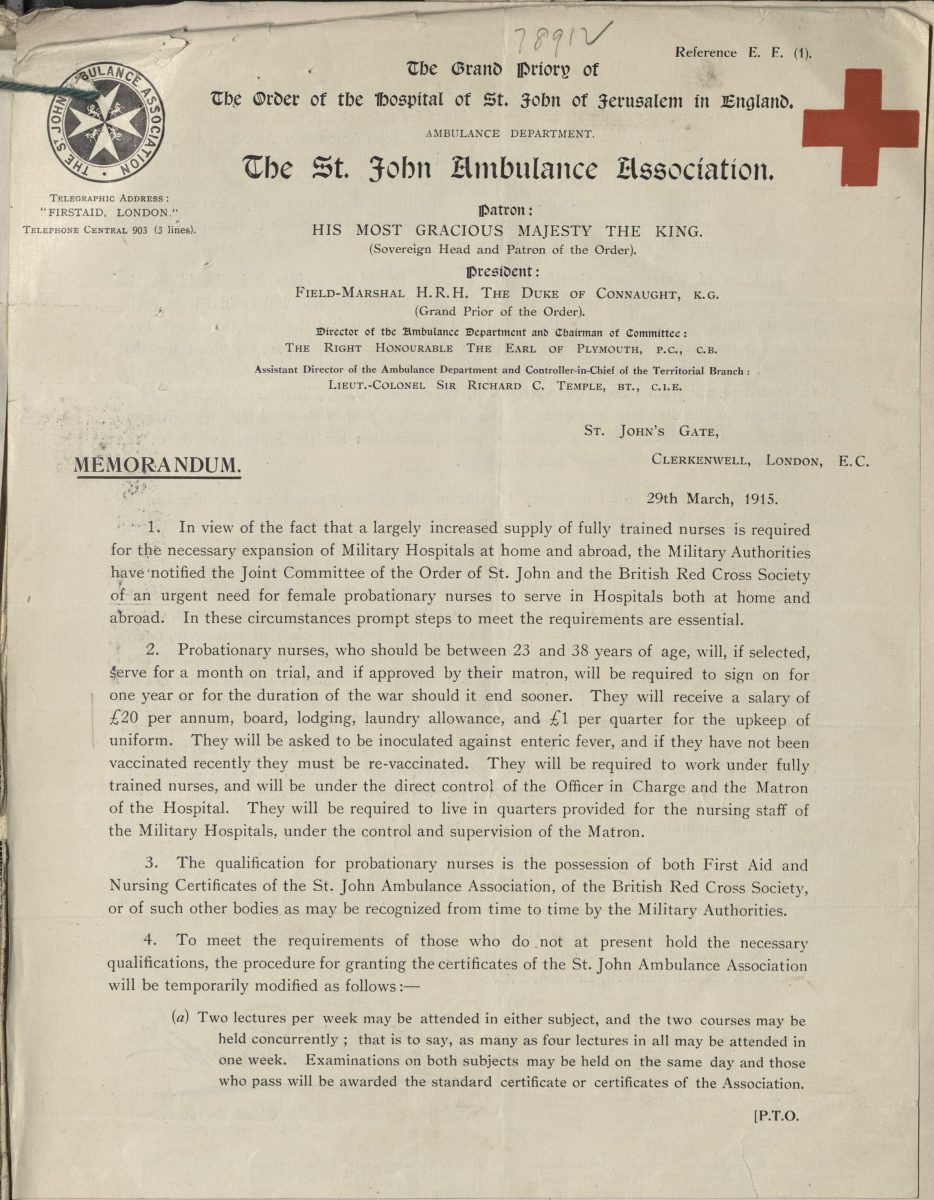 78912
Reference E. F. (1).
The Grand Priory of
The Order of the Hospital of St. John of Jerusalem in England.
AMBULANCE DEPARTMENT.
The St. John Ambulance Association.
THE ST. JOHN AMBULANCE ASSOCIATION
TELEGRAPHIC ADDRESS:
"FIRSTAID, LONDON."
TELEPHONE CENTRAL 903 (3 lines).
Patron:
HIS MOST GRACIOUS MAJESTY THE KING.
(Sovereign Head and Patron of the Order).
President:
FIELD-MARSHAL H.R.H. THE DUKE OF CONNAUGHT, K.G.
(Grand Prior of the Order).
Director of the Ambulance Department and Chairman of Committee:
THE RIGHT HONOURABLE THE EARL OF PLYMOUTH, P.C., C.B.
Assistant Director of the Ambulance Department and Controller-in-Chief of the Territorial Branch:
LIEUT.-COLONEL SIR RICHARD C. TEMPLE, BT., C.I.E.
ST. JOHN'S GATE,
CLERKENWELL, LONDON, E.C.
MEMORANDUM.
29th March, 1915.
1. In view of the fact that a largely increased supply of fully trained nurses is required
for the necessary expansion of Military Hospitals at home and abroad, the Military Authorities
have notified the Joint Committee of the Order of St. John and the British Red Cross Society
of an urgent need for female probationary nurses to serve in Hospitals both at home and
abroad. In these circumstances prompt steps to meet the requirements are essential.
2. Probationary nurses, who should be between 23 and 38 years of age, will, if selected,
serve for a month on trial, and if approved by their matron, will be required to sign on for
one year or for the duration of the war should it end sooner. They will receive a salary of
£20 per annum, board, lodging, laundry allowance, and £1 per quarter for the upkeep of
uniform. They will be asked to be inoculated against enteric fever, and if they have not been
vaccinated recently they must be re-vaccinated. They will be required to work under fully
trained nurses, and will be under the direct control of the Officer in Charge and the Matron
of the Hospital. They will be required to live in quarters provided for the nursing staff of
the Military Hospitals, under the control and supervision of the Matron.
3. The qualification for probationary nurses is the possession of both First Aid and
Nursing Certificates of the St. John Ambulance Association, of the British Red Cross Society,
or of such other bodies as may be recognized from time to time by the Military Authorities.
4. To meet the requirements of those who do not at present hold the necessary
qualifications, the procedure for granting the certificates of the St. John Ambulance Association
will be temporarily modified as follows:—
(a) Two lectures per week may be attended in either subject, and the two courses may be
held concurrently; that is to say, as many as four lectures in all may be attended in
one week. Examinations on both subjects may be held on the same day and those
who pass will be awarded the standard certificate or certificates of the Association.
[P.T.O.